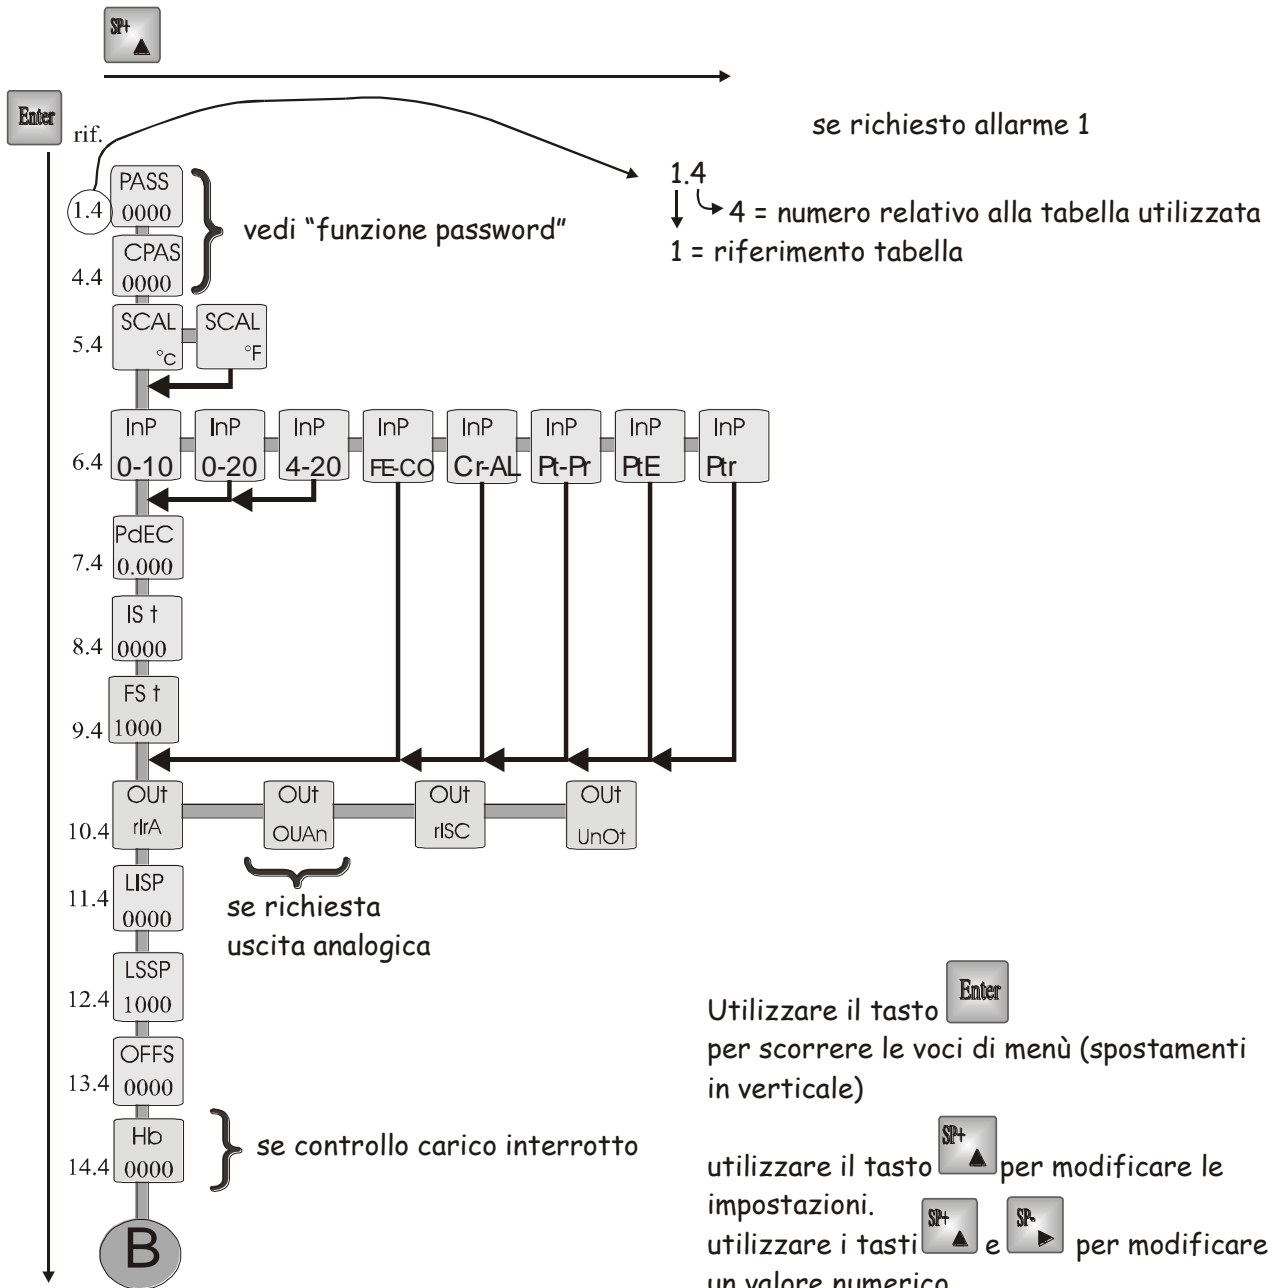 SP+
Enter
rif.
se richiesto allarme 1
1.4
4 = numero relativo alla tabella utilizzata
1 = riferimento tabella
1.4 PASS 0000
vedi “funzione password”
4.4 CPAS 0000
5.4 SCAL °C SCAL °F
6.4 InP 0-10 InP 0-20 InP 4-20 InP FE-CO InP Cr-AL InP Pt-Pr InP PtE InP Ptr
7.4 PdEC 0.000
8.4 IS t 0000
9.4 FS t 1000
10.4 OUt rIrA OUt OUAn OUt rISC OUt UnOt
se richiesta
uscita analogica
11.4 LISP 0000
12.4 LSSP 1000
13.4 OFFS 0000
14.4 Hb 0000
se controllo carico interrotto
B
Utilizzare il tasto Enter
per scorrere le voci di menù (spostamenti
in verticale)
utilizzare il tasto SP+ per modificare le
impostazioni.
utilizzare i tasti SP+ e SP- per modificare
un valore numerico